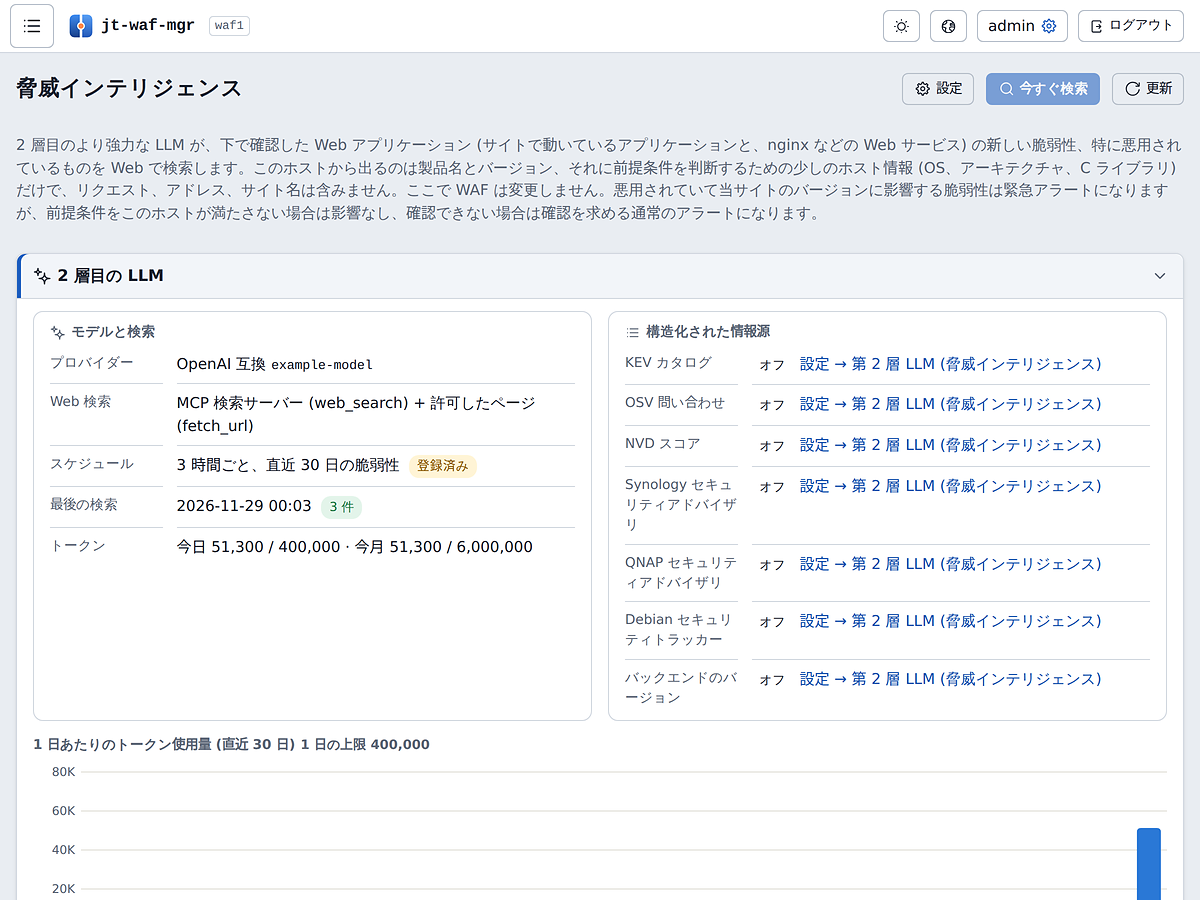 jt-waf-mgr waf1 admin ログアウト
脅威インテリジェンス 設定 今すぐ検索 更新
2 層目のより強力な LLM が、下で確認した Web アプリケーション (サイトで動いているアプリケーションと、nginx などの Web サービス) の新しい脆弱性、特に悪用され
ているものを Web で検索します。このホストから出るのは製品名とバージョン、それに前提条件を判断するための少しのホスト情報 (OS、アーキテクチャ、C ライブラリ)
だけで、リクエスト、アドレス、サイト名は含みません。ここで WAF は変更しません。悪用されていて当サイトのバージョンに影響する脆弱性は緊急アラートになります
が、前提条件をこのホストが満たさない場合は影響なし、確認できない場合は確認を求める通常のアラートになります。
2 層目の LLM
モデルと検索
プロバイダー OpenAI 互換 example-model
Web 検索 MCP 検索サーバー (web_search) + 許可したページ
(fetch_url)
スケジュール 3 時間ごと、直近 30 日の脆弱性 登録済み
最後の検索 2026-11-29 00:03 3 件
トークン 今日 51,300 / 400,000 · 今月 51,300 / 6,000,000
構造化された情報源
KEV カタログ オフ 設定 → 第 2 層 LLM (脅威インテリジェンス)
OSV 問い合わせ オフ 設定 → 第 2 層 LLM (脅威インテリジェンス)
NVD スコア オフ 設定 → 第 2 層 LLM (脅威インテリジェンス)
Synology セキュ オフ 設定 → 第 2 層 LLM (脅威インテリジェンス)
リティアドバイザ
リ
QNAP セキュリテ オフ 設定 → 第 2 層 LLM (脅威インテリジェンス)
ィアドバイザリ
Debian セキュリ オフ 設定 → 第 2 層 LLM (脅威インテリジェンス)
ティトラッカー
バックエンドのバ オフ 設定 → 第 2 層 LLM (脅威インテリジェンス)
ージョン
1 日あたりのトークン使用量 (直近 30 日) 1 日の上限 400,000
80K
60K
40K
20K